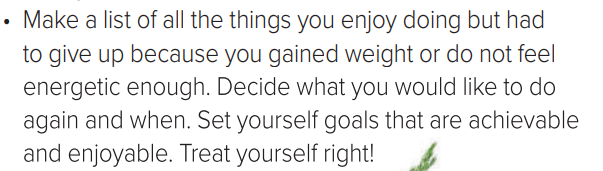 • Make a list of all the things you enjoy doing but had
to give up because you gained weight or do not feel
energetic enough. Decide what you would like to do
again and when. Set yourself goals that are achievable
and enjoyable. Treat yourself right!